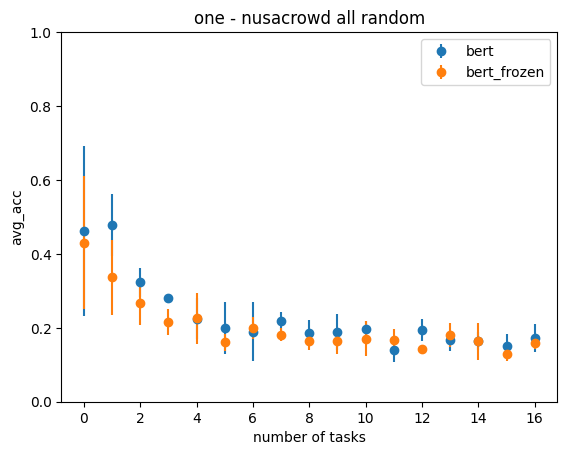 one - nusacrowd all random
bert
bert_frozen
1.0
0.8
0.6
0.4
0.2
0.0
avg_acc
0 2 4 6 8 10 12 14 16
number of tasks